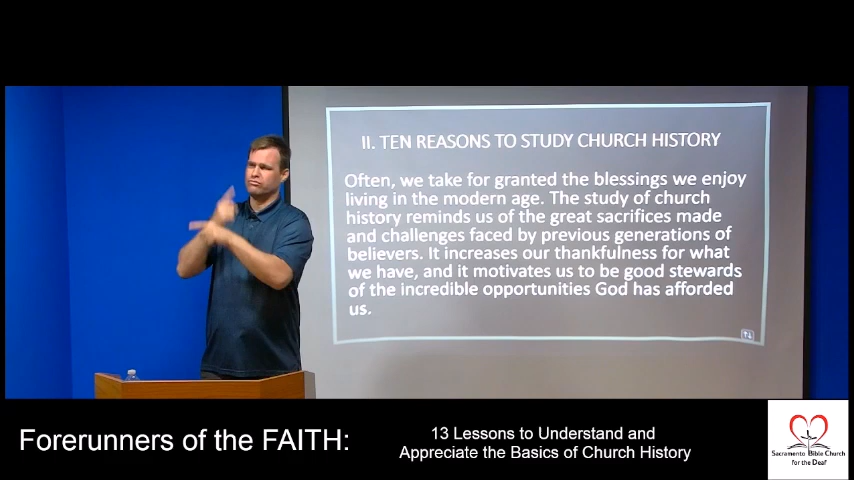 II. TEN REASONS TO STUDY CHURCH HISTORY
Often, we take for granted the blessings we enjoy
living in the modern age. The study of church
history reminds us of the great sacrifices made
and challenges faced by previous generations of
believers. It increases our thankfulness for what
we have, and it motivates us to be good stewards
of the incredible opportunities God has afforded
us.
Forerunners of the FAITH:
13 Lessons to Understand and
Appreciate the Basics of Church History
Sacramento Bible Church
for the Deaf